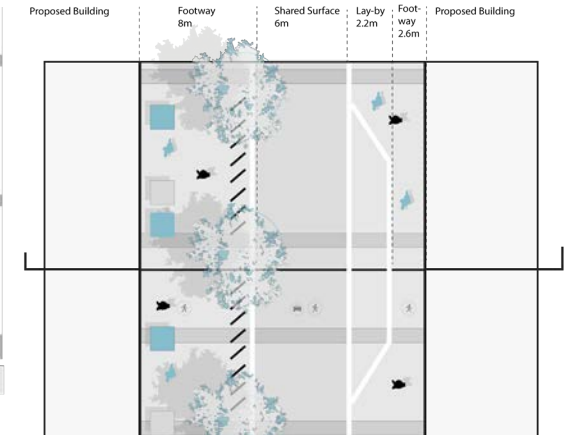 Proposed Building
Footway
8m
Shared Surface
6m
Lay-by
2.2m
Foot-
way
2.6m
Proposed Building